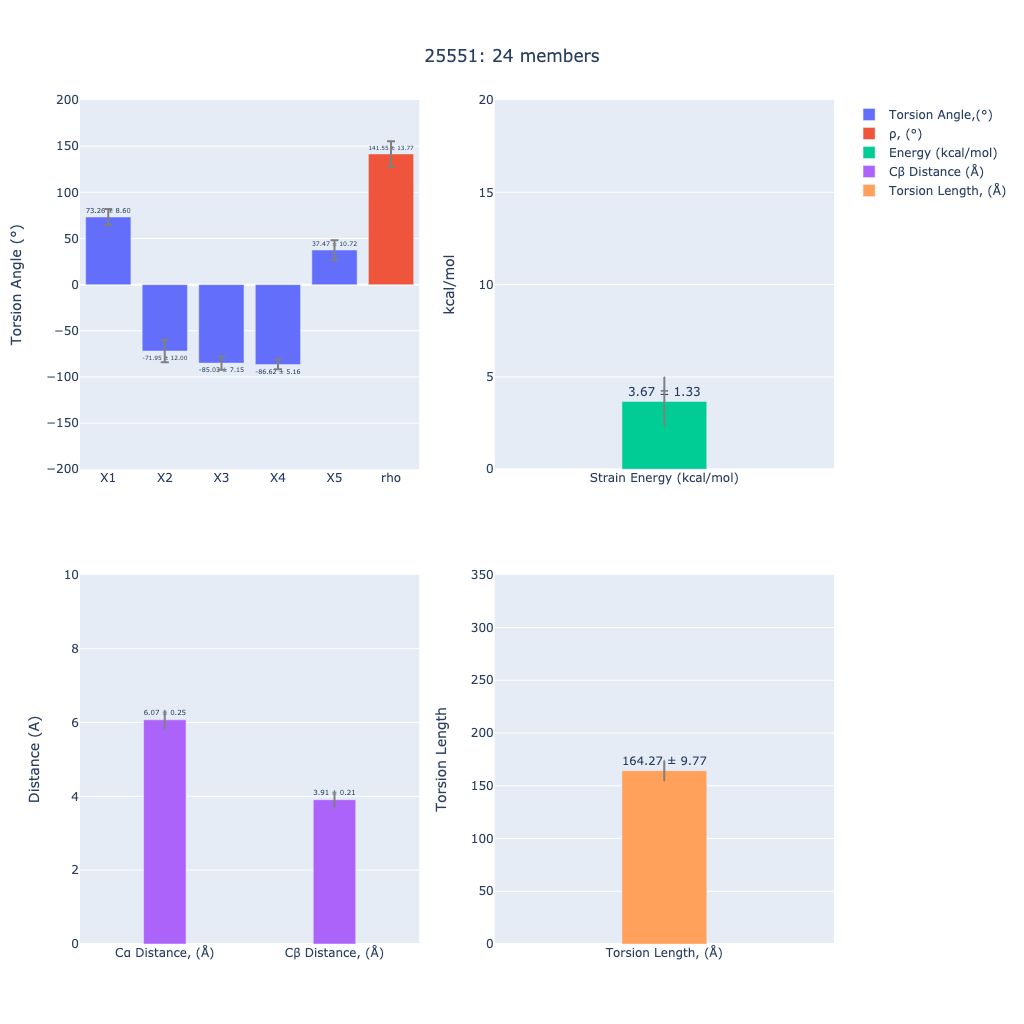 25551: 24 members
Torsion Angle (°)
200
150
100
50
0
−50
−100
−150
−200
73.26 ± 8.60
-71.95 ± 12.00
-85.03 ± 7.15
-86.62 ± 5.16
37.47 ± 10.72
141.55 ± 13.77
X1 X2 X3 X4 X5 rho
kcal/mol
20
15
10
5
0
3.67 ± 1.33
Strain Energy (kcal/mol)
Torsion Angle,(°)
ρ, (°)
Energy (kcal/mol)
Cβ Distance (Å)
Torsion Length, (Å)
Distance (A)
10
8
6
4
2
0
6.07 ± 0.25
3.91 ± 0.21
Cα Distance, (Å) Cβ Distance, (Å)
Torsion Length
350
300
250
200
150
100
50
0
164.27 ± 9.77
Torsion Length, (Å)